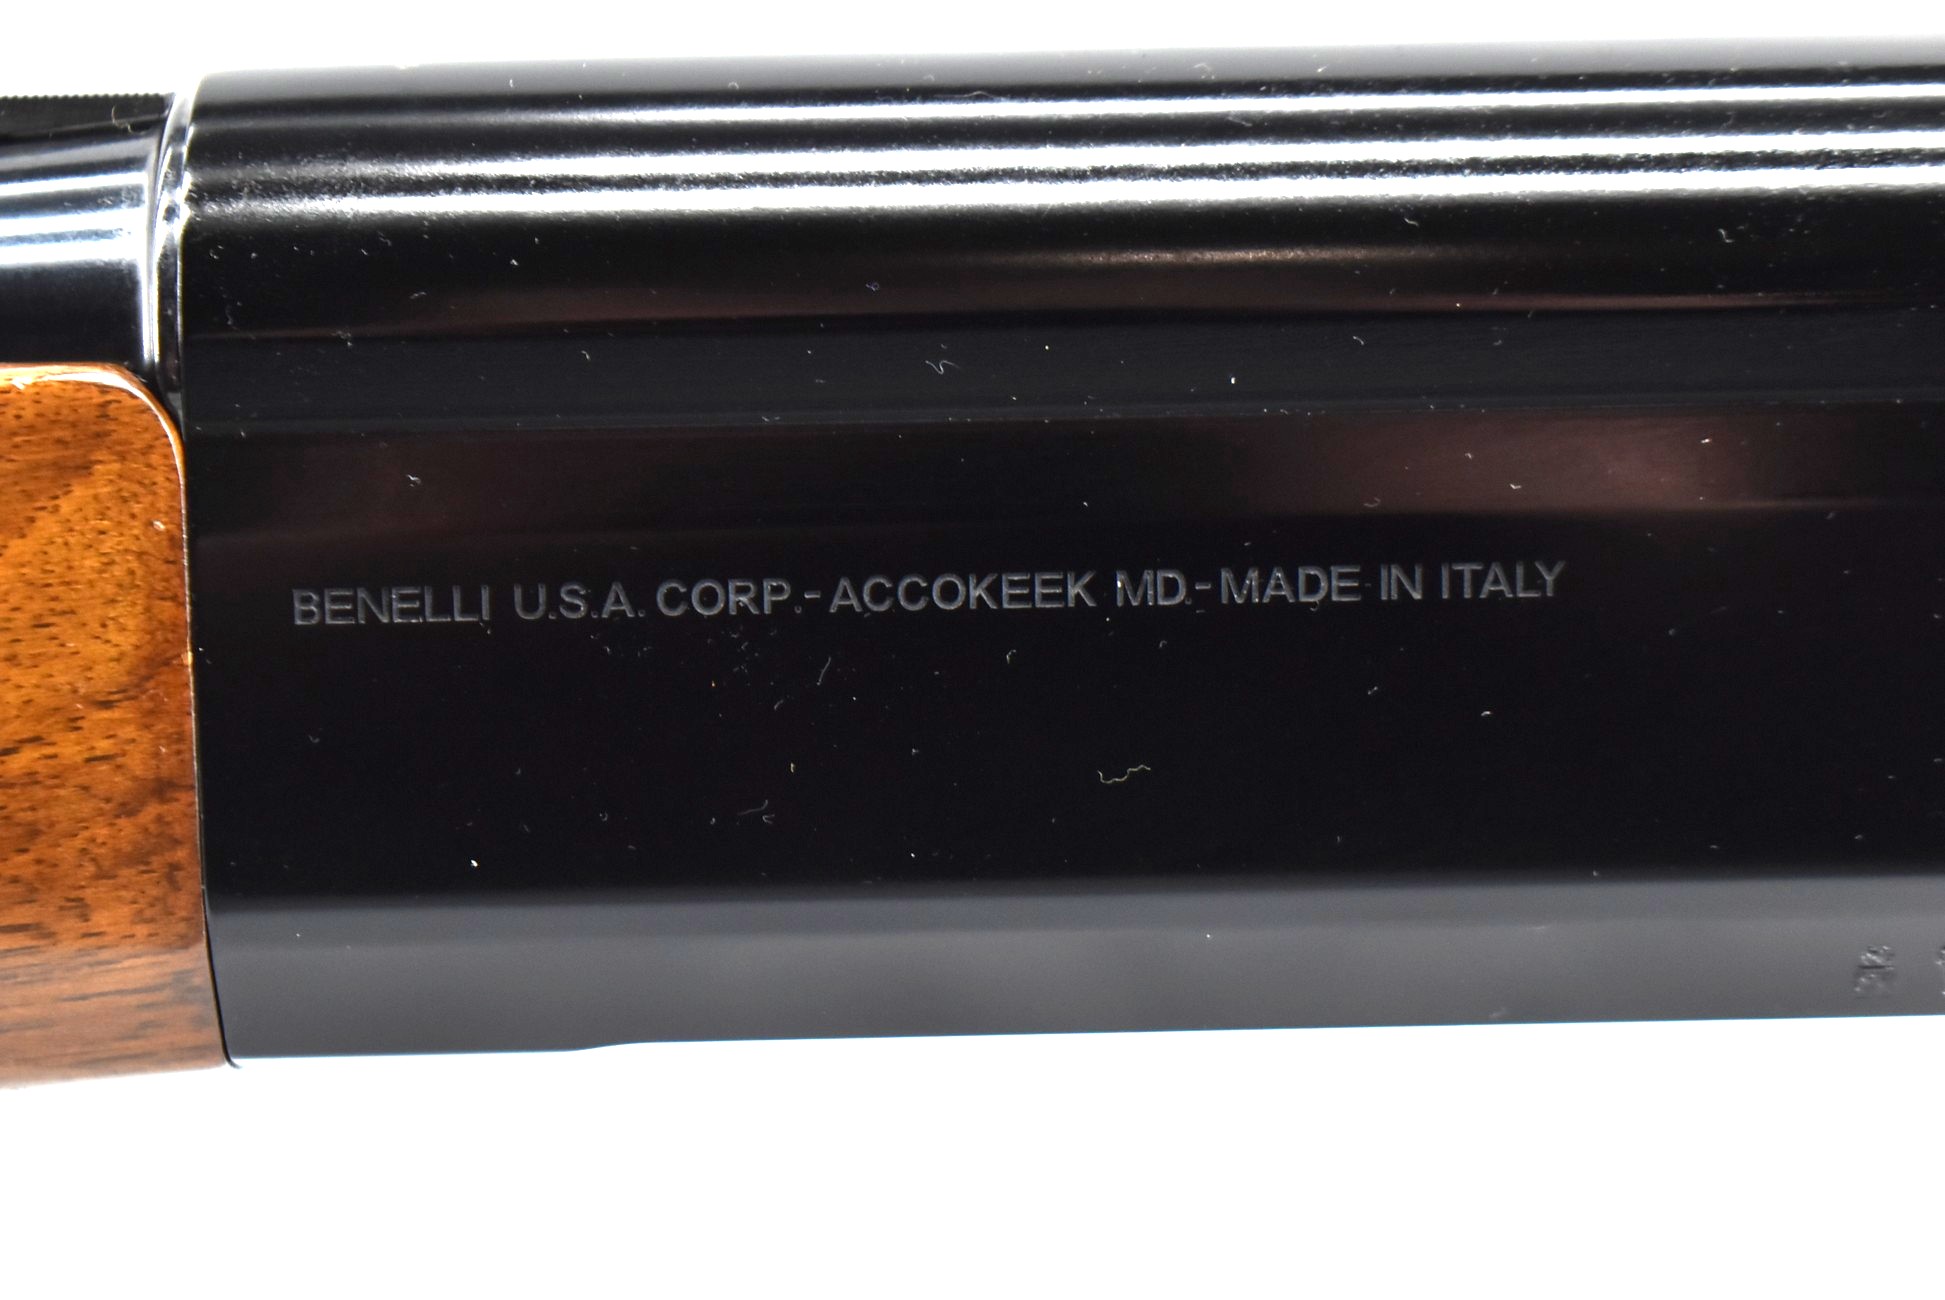 BENELLI U.S.A. CORP.-ACCOKEEK MD.-MADE IN ITALY